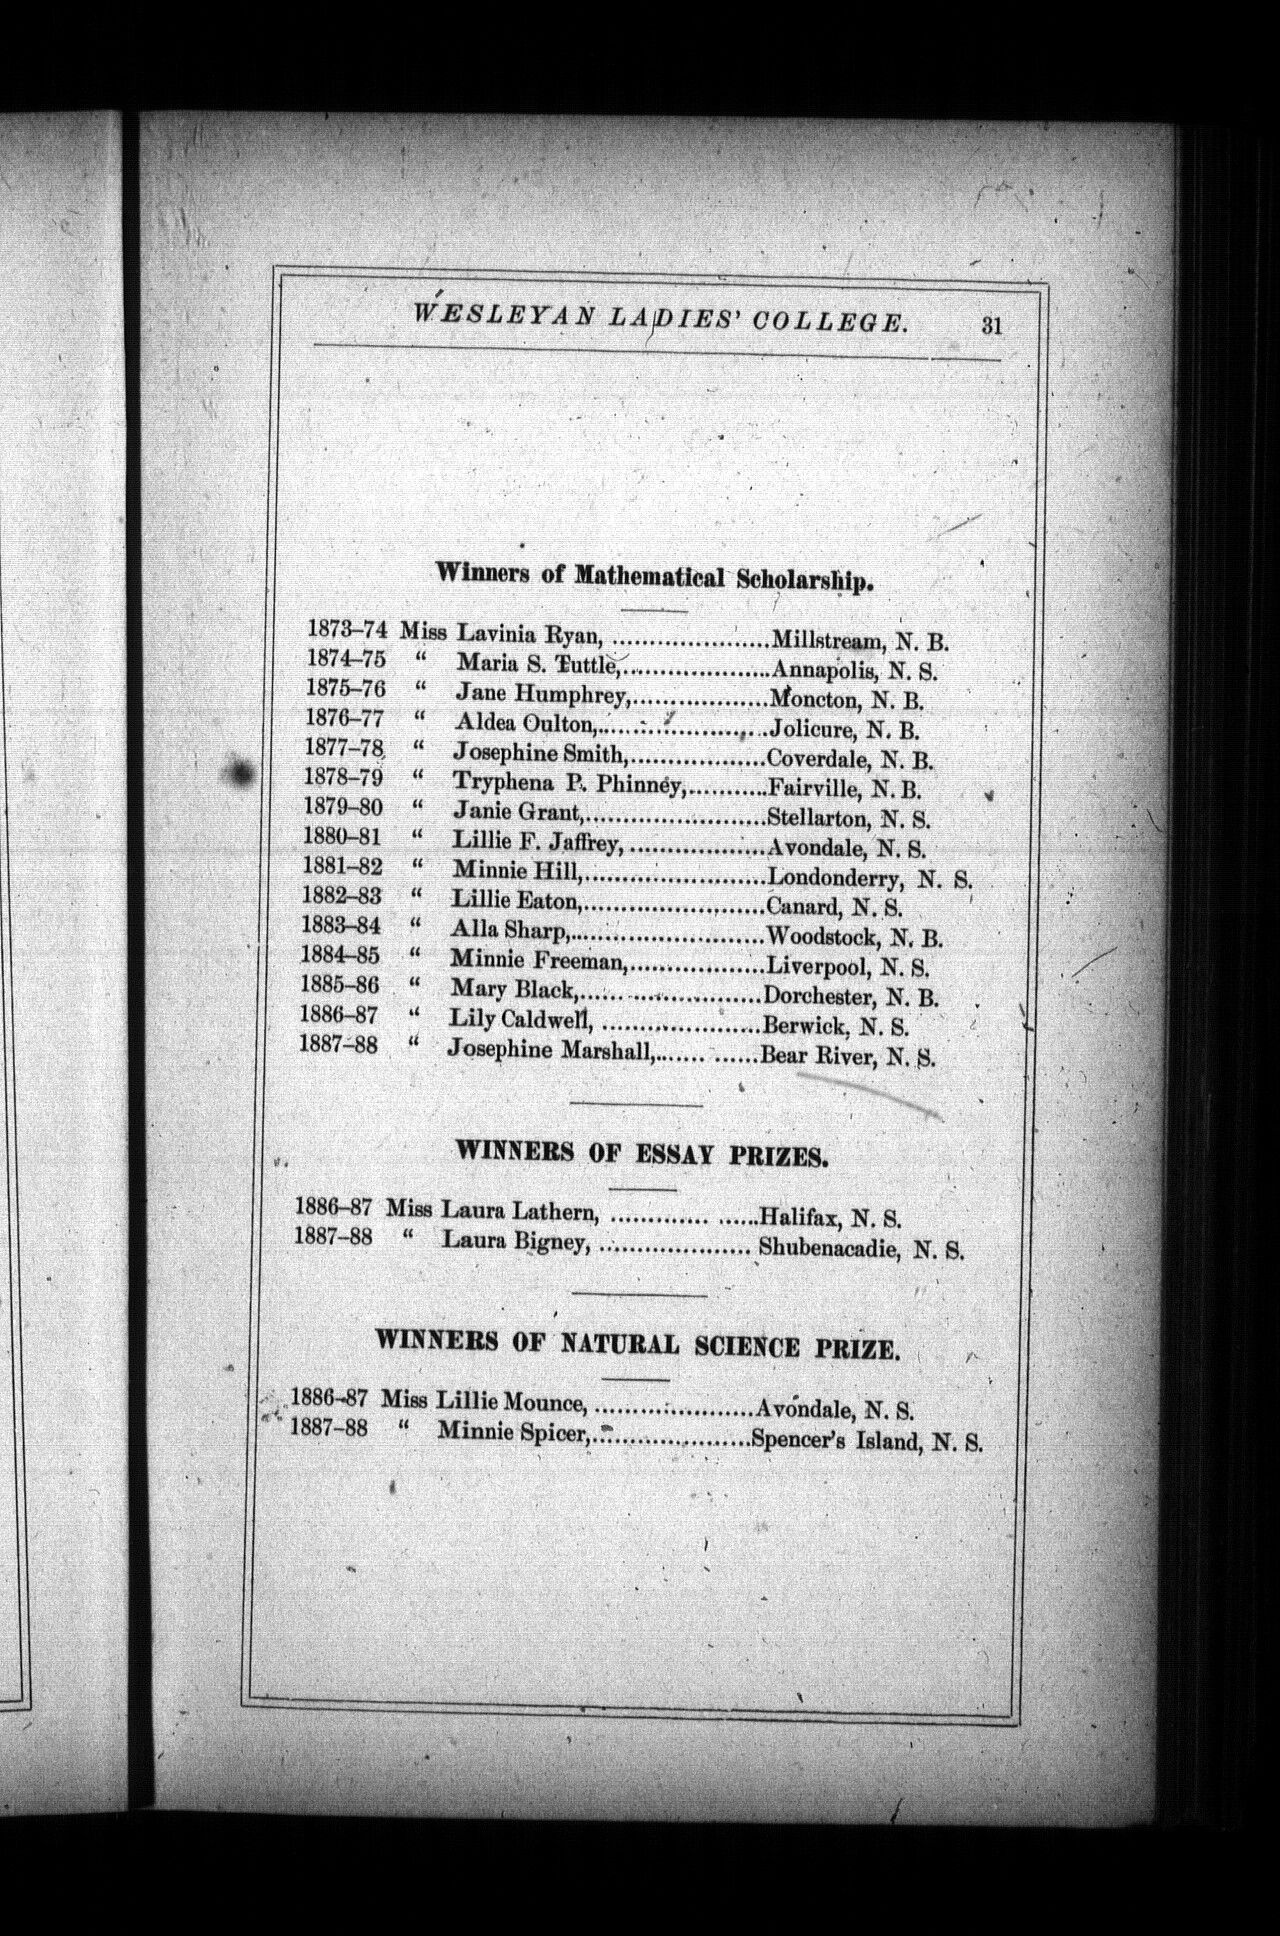 WESLEYAN LADIES' COLLEGE. 31
Winners of Mathematical Scholarship.
1873–74 Miss Lavinia Ryan, .....................Millstream, N. B.
1874–75 “ Maria S. Tuttle,....................Annapolis, N. S.
1875–76 “ Jane Humphrey,..................Moncton, N. B.
1876–77 “ Aldea Oulton,.......................Jolicure, N. B.
1877–78 “ Josephine Smith,..................Coverdale, N. B.
1878–79 “ Tryphena P. Phinney,...........Fairville, N. B.
1879–80 “ Janie Grant,........................Stellarton, N. S.
1880–81 “ Lillie F. Jaffrey, ..................Avondale, N. S.
1881–82 “ Minnie Hill,........................Londonderry, N. S.
1882–83 “ Lillie Eaton,........................Canard, N. S.
1883–84 “ Alla Sharp,..........................Woodstock, N. B.
1884–85 “ Minnie Freeman,..................Liverpool, N. S.
1885–86 “ Mary Black,........................Dorchester, N. B.
1886–87 “ Lily Caldwell, .....................Berwick, N. S.
1887–88 “ Josephine Marshall,..............Bear River, N. S.
WINNERS OF ESSAY PRIZES.
1886–87 Miss Laura Lathern, ............. ......Halifax, N. S.
1887–88 “ Laura Bigney, .................... Shubenacadie, N. S.
WINNERS OF NATURAL SCIENCE PRIZE.
1886–87 Miss Lillie Mounce, .....................Avondale, N. S.
1887–88 “ Minnie Spicer,.....................Spencer's Island, N. S.